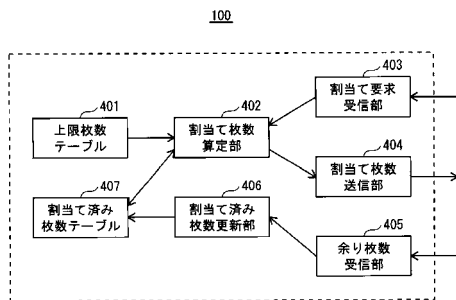 100
401
上限枚数
テーブル
402
割当て枚数
算定部
403
割当て要求
受信部
404
割当て枚数
送信部
407
割当て済み
枚数テーブル
406
割当て済み
枚数更新部
405
余り枚数
受信部